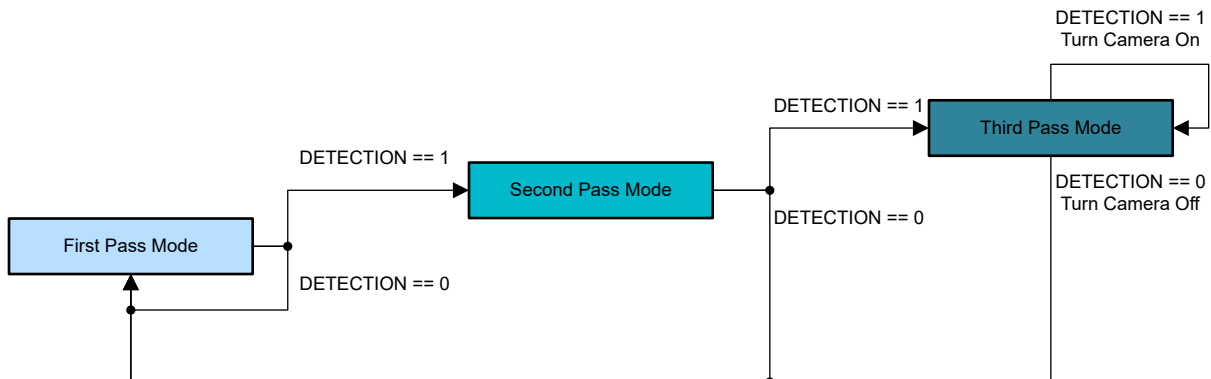 DETECTION == 1
Turn Camera On
DETECTION == 1
Third Pass Mode
DETECTION == 1
Second Pass Mode
DETECTION == 0
Turn Camera Off
DETECTION == 0
First Pass Mode
DETECTION == 0